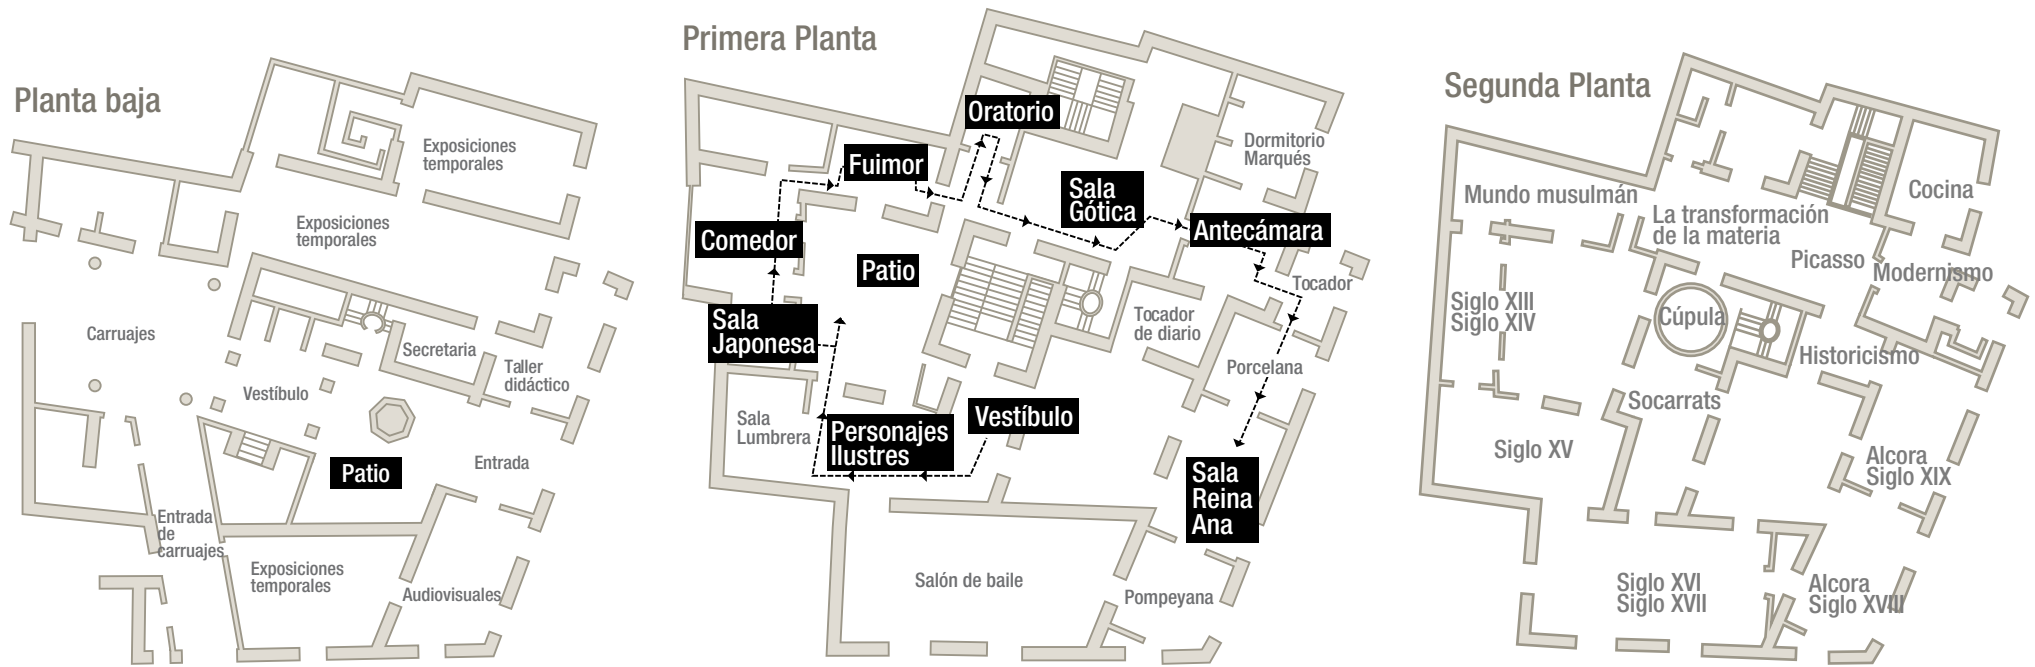 Planta baja
Exposiciones
temporales
Exposiciones
temporales
Carruajes
Secretaria
Taller
didáctico
Vestíbulo
Patio
Entrada
Entrada
de
carruajes
Exposiciones
temporales
Audiovisuales
Primera Planta
Oratorio
Fuimor
Dormitorio
Marqués
Sala
Gótica
Comedor
Antecámara
Patio
Tocador
Sala
Japonesa
Tocador
de diario
Porcelana
Sala
Lumbrera
Personajes
Ilustres
Vestíbulo
Sala
Reina
Ana
Salón de baile
Pompeyana
Segunda Planta
Mundo musulmán
Cocina
La transformación
de la materia
Picasso
Modernismo
Siglo XIII
Siglo XIV
Cúpula
Historicismo
Socarrats
Siglo XV
Alcora
Siglo XIX
Siglo XVI
Siglo XVII
Alcora
Siglo XVIII